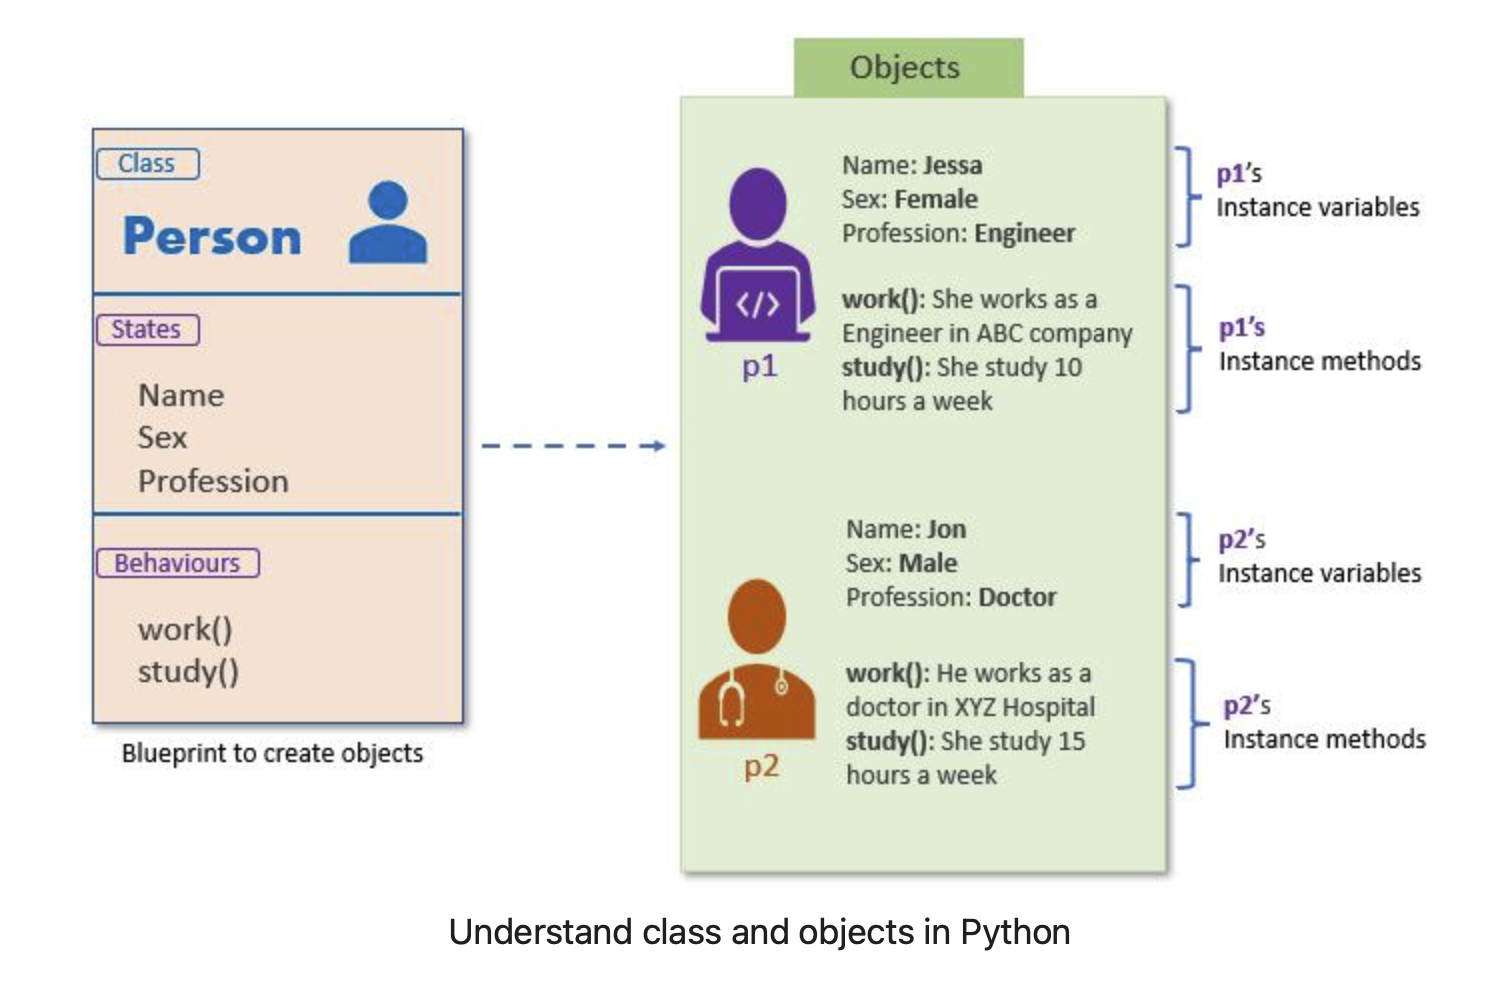 Class
Person
States
Name
Sex
Profession
Behaviours
work()
study()
Blueprint to create objects
Objects
Name: Jessa
Sex: Female
Profession: Engineer
work(): She works as a
Engineer in ABC company
study(): She study 10
hours a week
</>
p1
p1's
Instance variables
p1's
Instance methods
Name: Jon
Sex: Male
Profession: Doctor
work(): He works as a
doctor in XYZ Hospital
study(): She study 15
hours a week
p2
p2's
Instance variables
p2's
Instance methods
Understand class and objects in Python